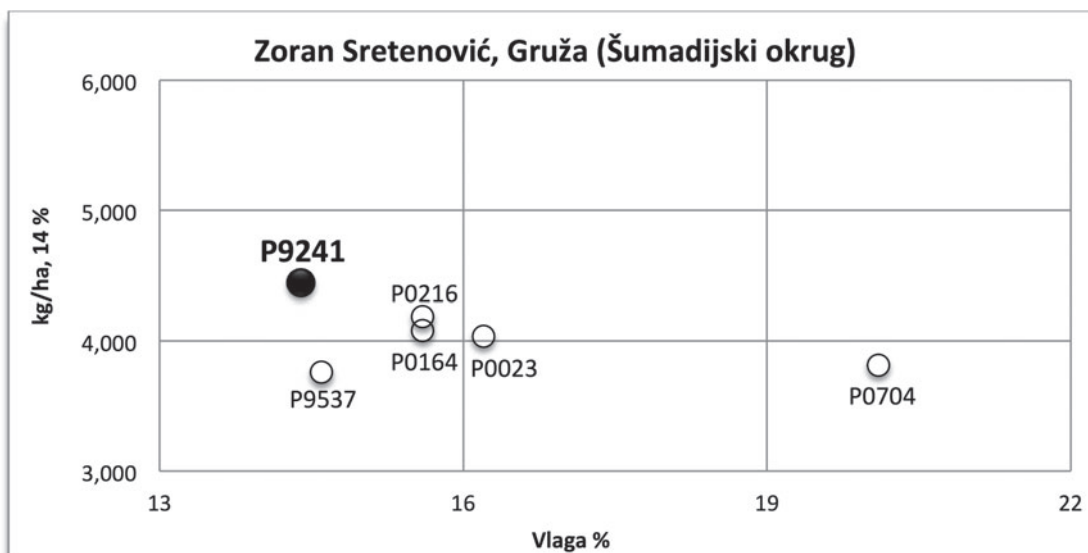 Zoran Sretenović, Gruža (Šumadijski okrug)
6,000
5,000
4,000
3,000
kg/ha, 14 %
P9241
P0216
P0164
P0023
P9537
P0704
13
16
19
22
Vlaga %